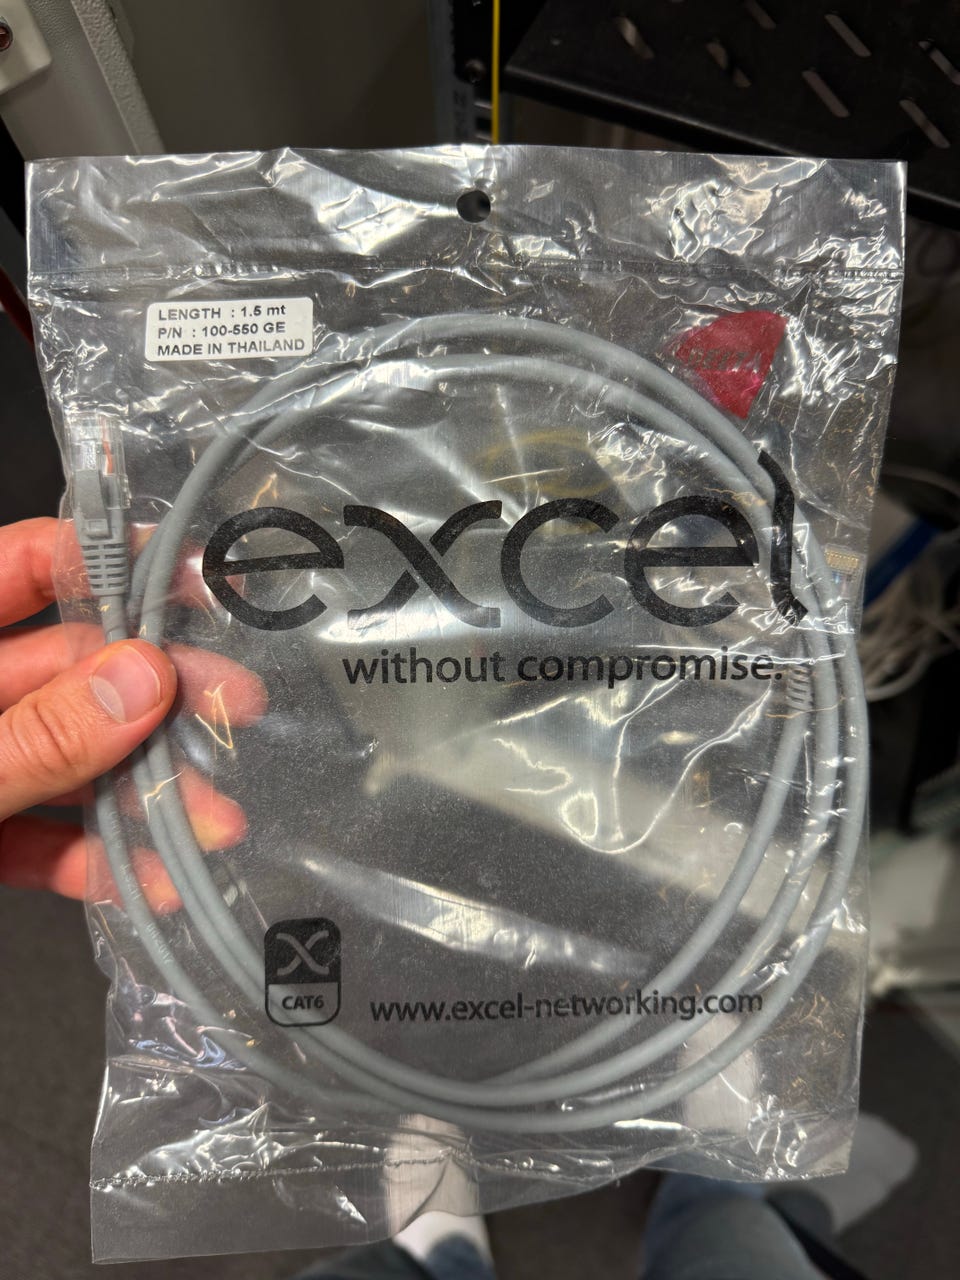 LENGTH : 1.5 mt
P/N : 100-550 GE
MADE IN THAILAND
excel
without compromise.
CAT6
www.excel-networking.com